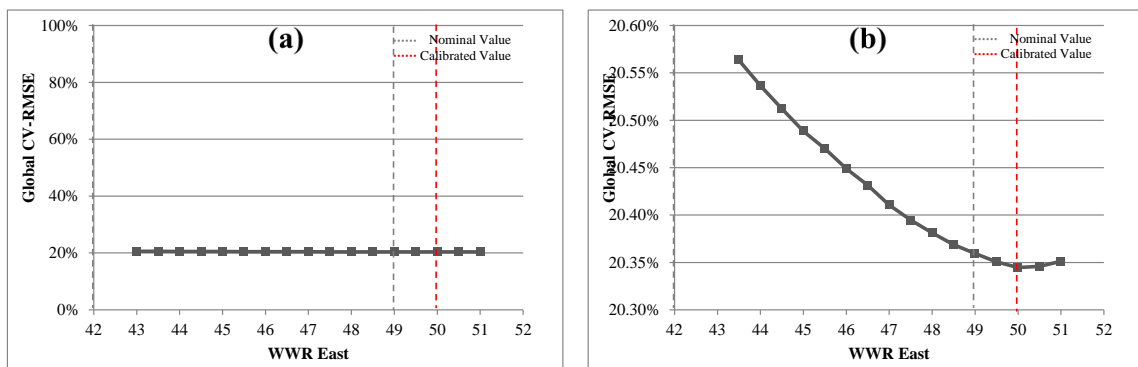 (a)
Nominal Value
Calibrated Value
Global CV-RMSE
100%
80%
60%
40%
20%
0%
42 43 44 45 46 47 48 49 50 51 52
WWR East
(b)
Nominal Value
Calibrated Value
Global CV-RMSE
20.60%
20.55%
20.50%
20.45%
20.40%
20.35%
20.30%
42 43 44 45 46 47 48 49 50 51 52
WWR East